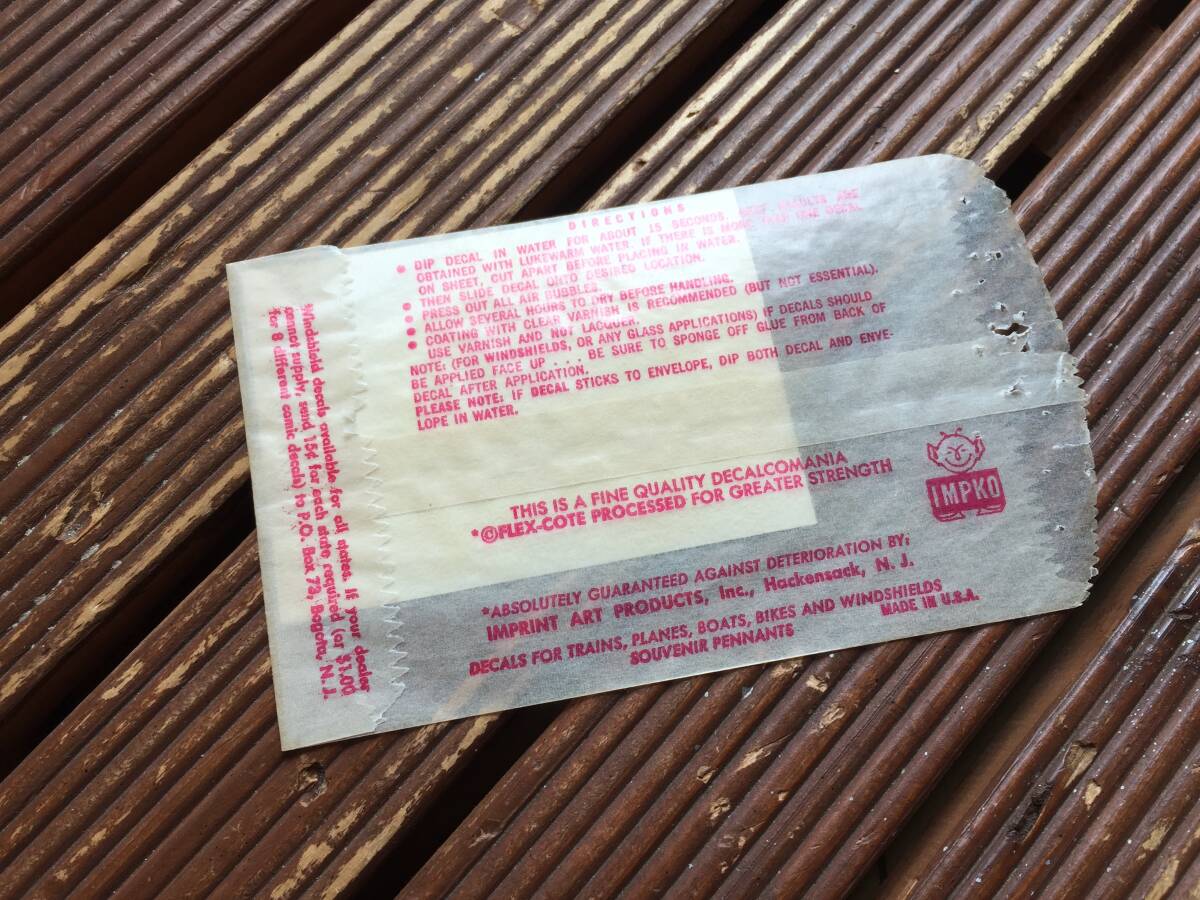 DIRECTIONS
• DIP DECAL IN WATER FOR ABOUT 15 SECONDS. BEST RESULTS ARE
OBTAINED WITH LUKEWARM WATER. IF THERE IS MORE THAN ONE DECAL
ON SHEET, CUT APART BEFORE PLACING IN WATER.
• THEN SLIDE DECAL ONTO DESIRED LOCATION.
• PRESS OUT ALL AIR BUBBLES.
• ALLOW SEVERAL HOURS TO DRY BEFORE HANDLING.
• COATING WITH CLEAR VARNISH IS RECOMMENDED (BUT NOT ESSENTIAL).
USE VARNISH AND NOT LACQUER.
NOTE: (FOR WINDSHIELDS, OR ANY GLASS APPLICATIONS) IF DECALS SHOULD
BE APPLIED FACE UP . . . . BE SURE TO SPONGE OFF GLUE FROM BACK OF
DECAL AFTER APPLICATION.
PLEASE NOTE: IF DECAL STICKS TO ENVELOPE, DIP BOTH DECAL AND ENVE-
LOPE IN WATER.
THIS IS A FINE QUALITY DECALCOMANIA
*©FLEX-COTE PROCESSED FOR GREATER STRENGTH
IMPKO
*ABSOLUTELY GUARANTEED AGAINST DETERIORATION BY:
IMPRINT ART PRODUCTS, Inc., Hackensack, N. J.
DECALS FOR TRAINS, PLANES, BOATS, BIKES AND WINDSHIELDS
SOUVENIR PENNANTS
MADE IN U.S.A.
Windshield decals available for all states. If your dealer
cannot supply, send 15¢ for each state required (or $1.00
for 8 different comic decals) to P.O. Box 73, Bogota, N.J.